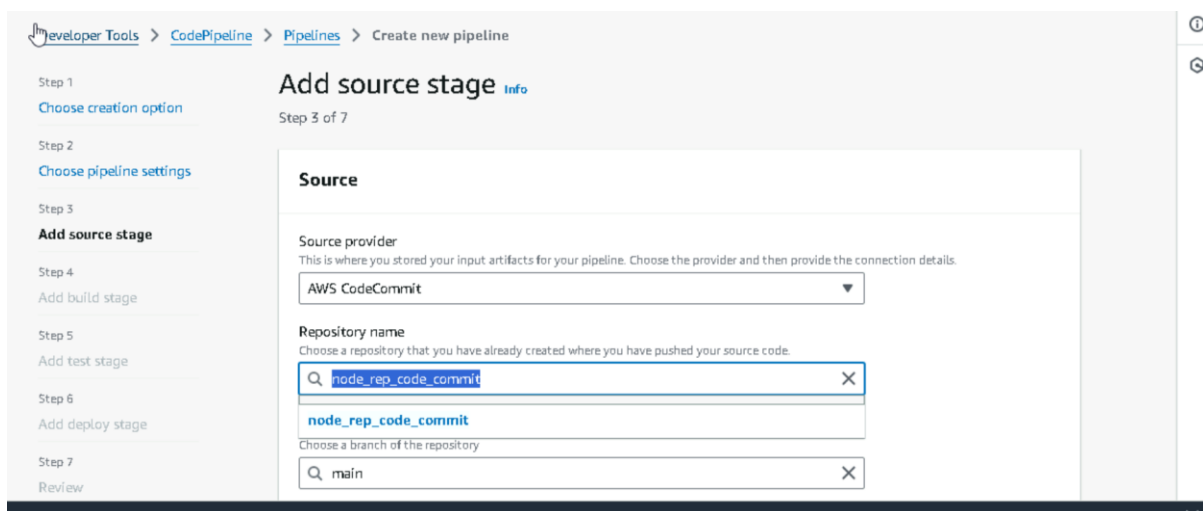 Developer Tools > CodePipeline > Pipelines > Create new pipeline
Step 1
Choose creation option
Step 2
Choose pipeline settings
Step 3
Add source stage
Step 4
Add build stage
Step 5
Add test stage
Step 6
Add deploy stage
Step 7
Review
Add source stage Info
Step 3 of 7
Source
Source provider
This is where you stored your input artifacts for your pipeline. Choose the provider and then provide the connection details.
AWS CodeCommit
Repository name
Choose a repository that you have already created where you have pushed your source code.
node_rep_code_commit
node_rep_code_commit
Choose a branch of the repository
main